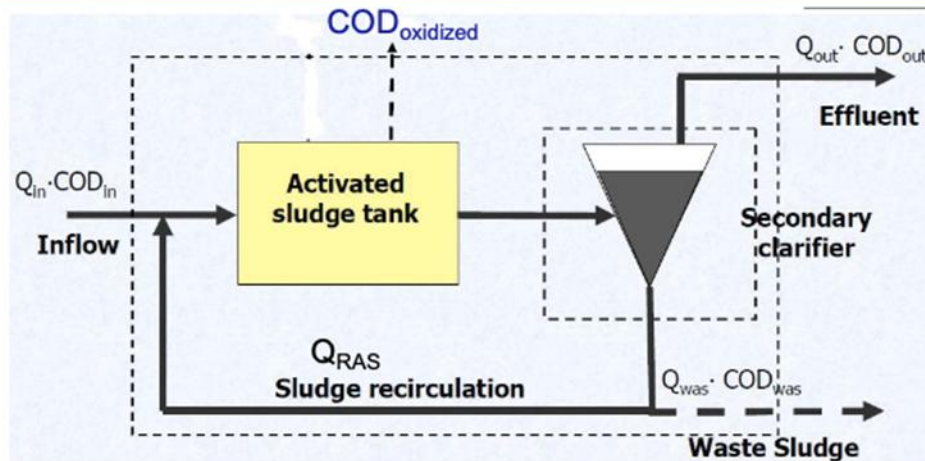 COD_oxidized
Q_out· COD_out
Effluent
Q_in·COD_in
Inflow
Activated
sludge tank
Secondary
clarifier
Q_RAS
Sludge recirculation
Q_was· COD_was
Waste Sludge